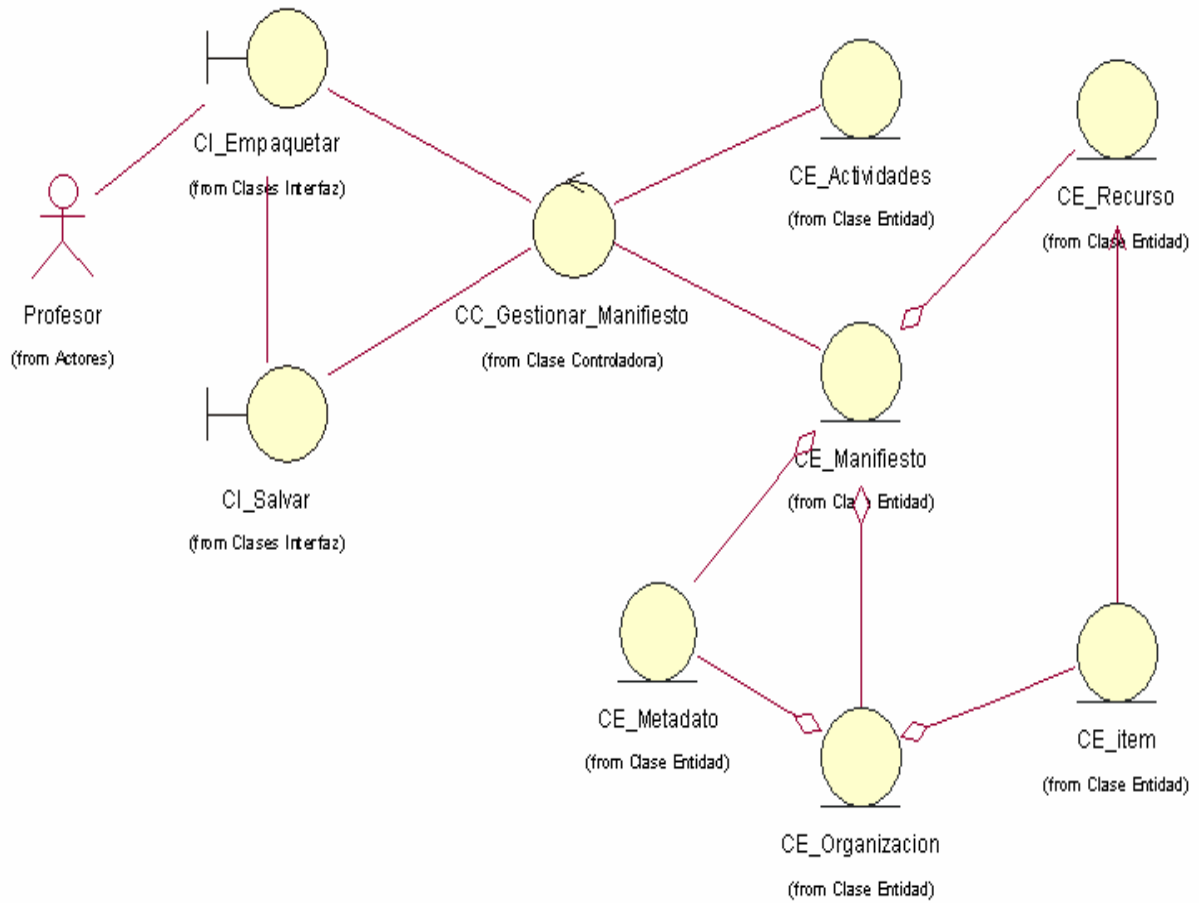 CI_Empaquetar
(from Clases Interfaz)
CE_Actividades
(from Clase Entidad)
CE_Recurso
(from Clase Entidad)
Profesor
(from Actores)
CC_Gestionar_Manifiesto
(from Clase Controladora)
CE_Manifiesto
(from Clase Entidad)
CI_Salvar
(from Clases Interfaz)
CE_Metadato
(from Clase Entidad)
CE_item
(from Clase Entidad)
CE_Organizacion
(from Clase Entidad)